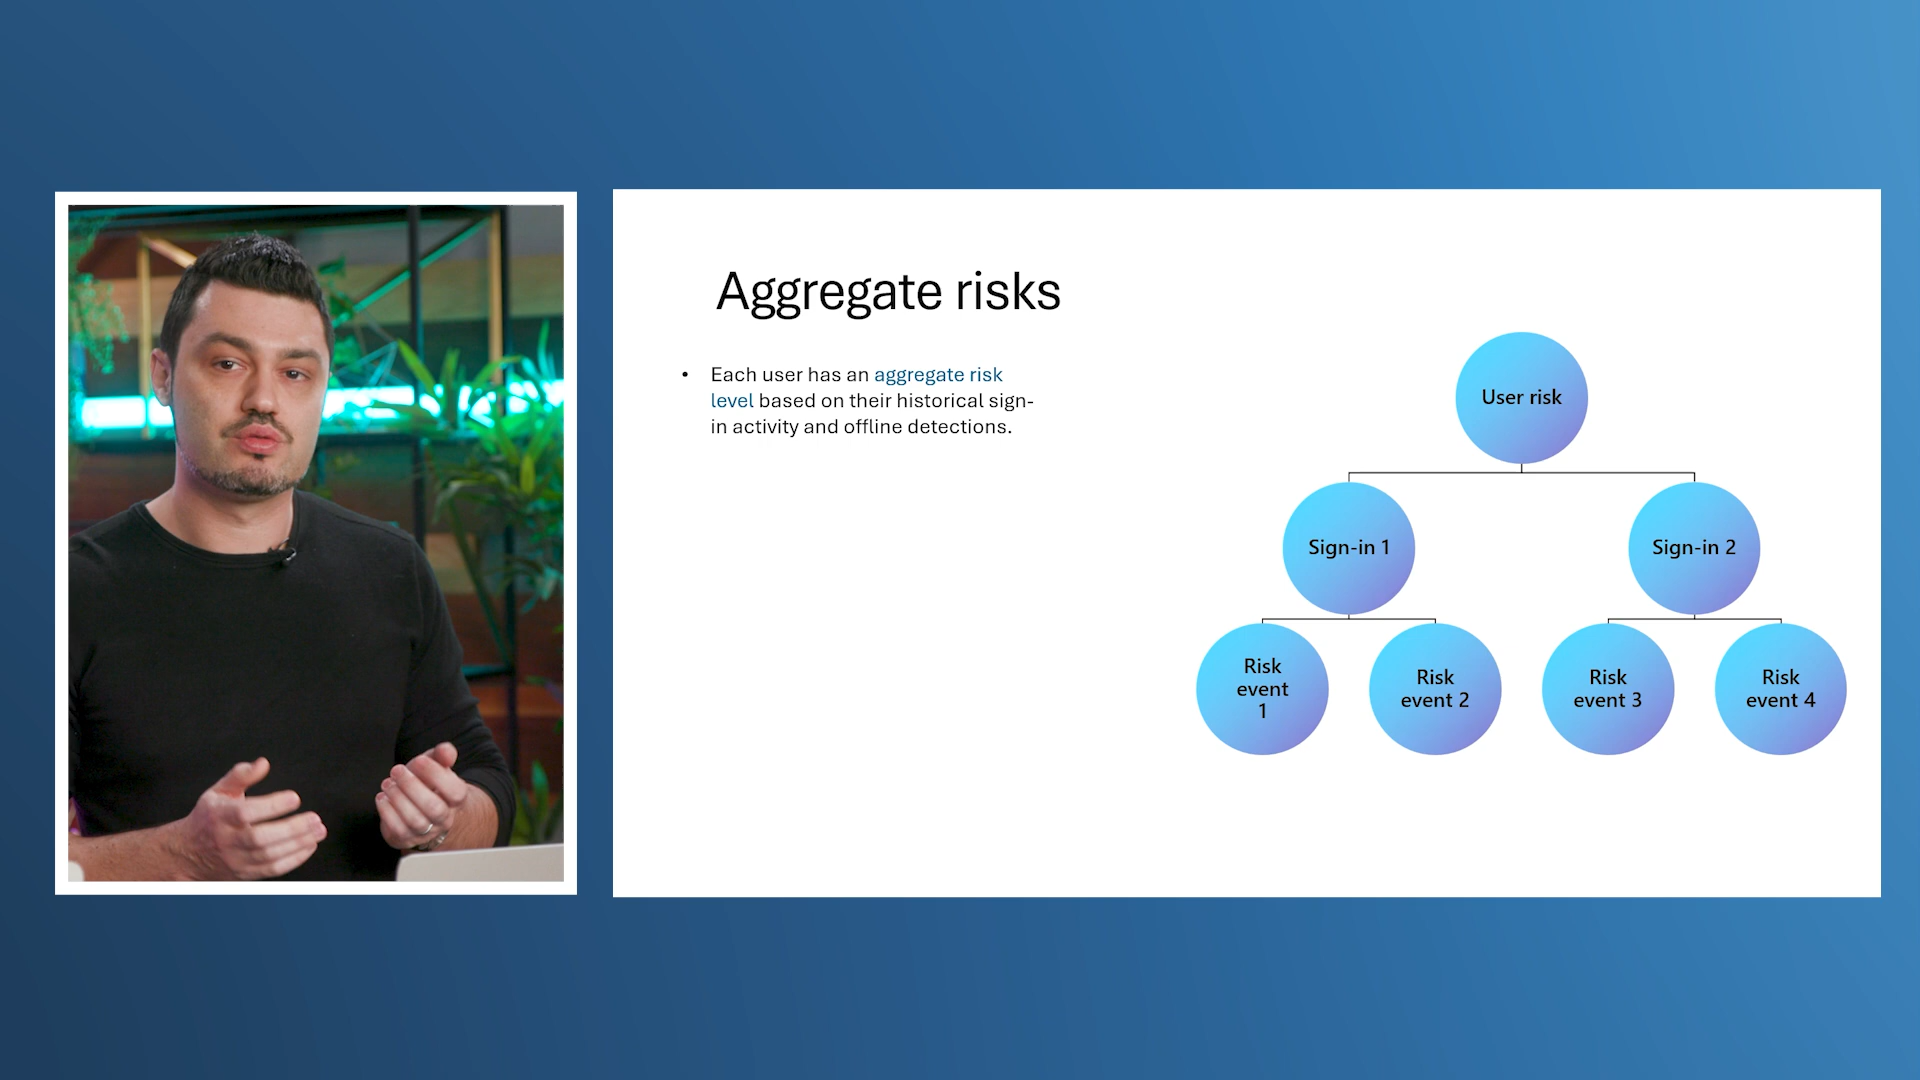 Aggregate risks
• Each user has an aggregate risk
level based on their historical sign-
in activity and offline detections.
User risk
Sign-in 1
Sign-in 2
Risk
event
1
Risk
event 2
Risk
event 3
Risk
event 4